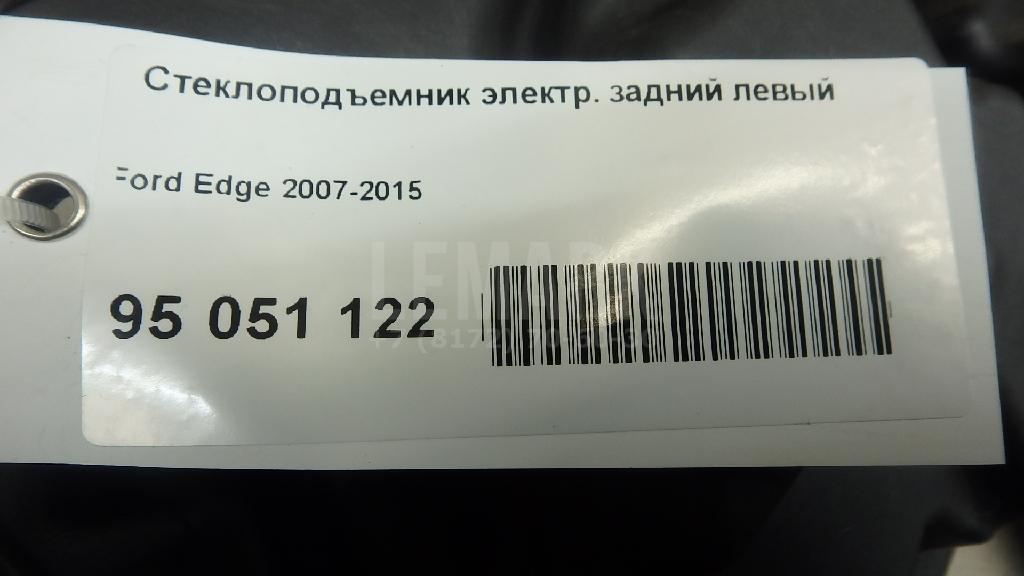 Стеклоподъемник электр. задний левый
Ford Edge 2007-2015
95 051 122